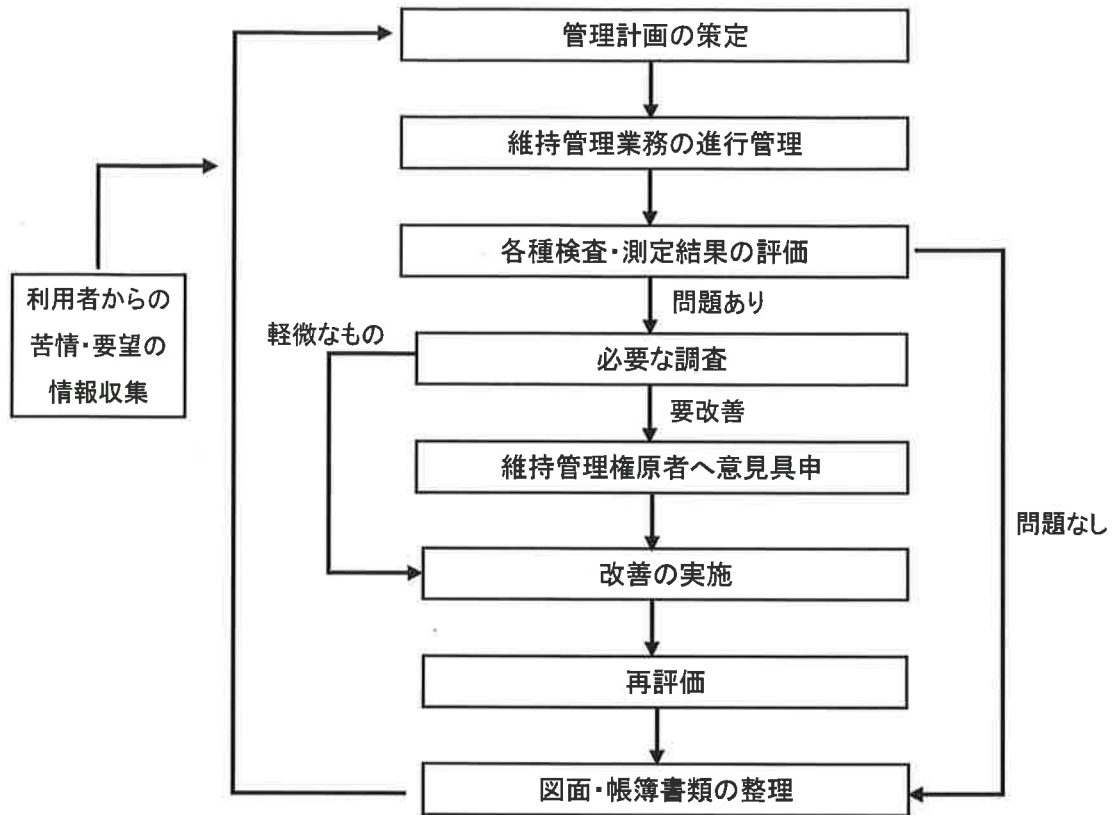 管理計画の策定
維持管理業務の進行管理
各種検査・測定結果の評価
利用者からの
苦情・要望の
情報収集
問題あり
軽微なもの
必要な調査
要改善
維持管理権原者へ意見具申
問題なし
改善の実施
再評価
図面・帳簿書類の整理